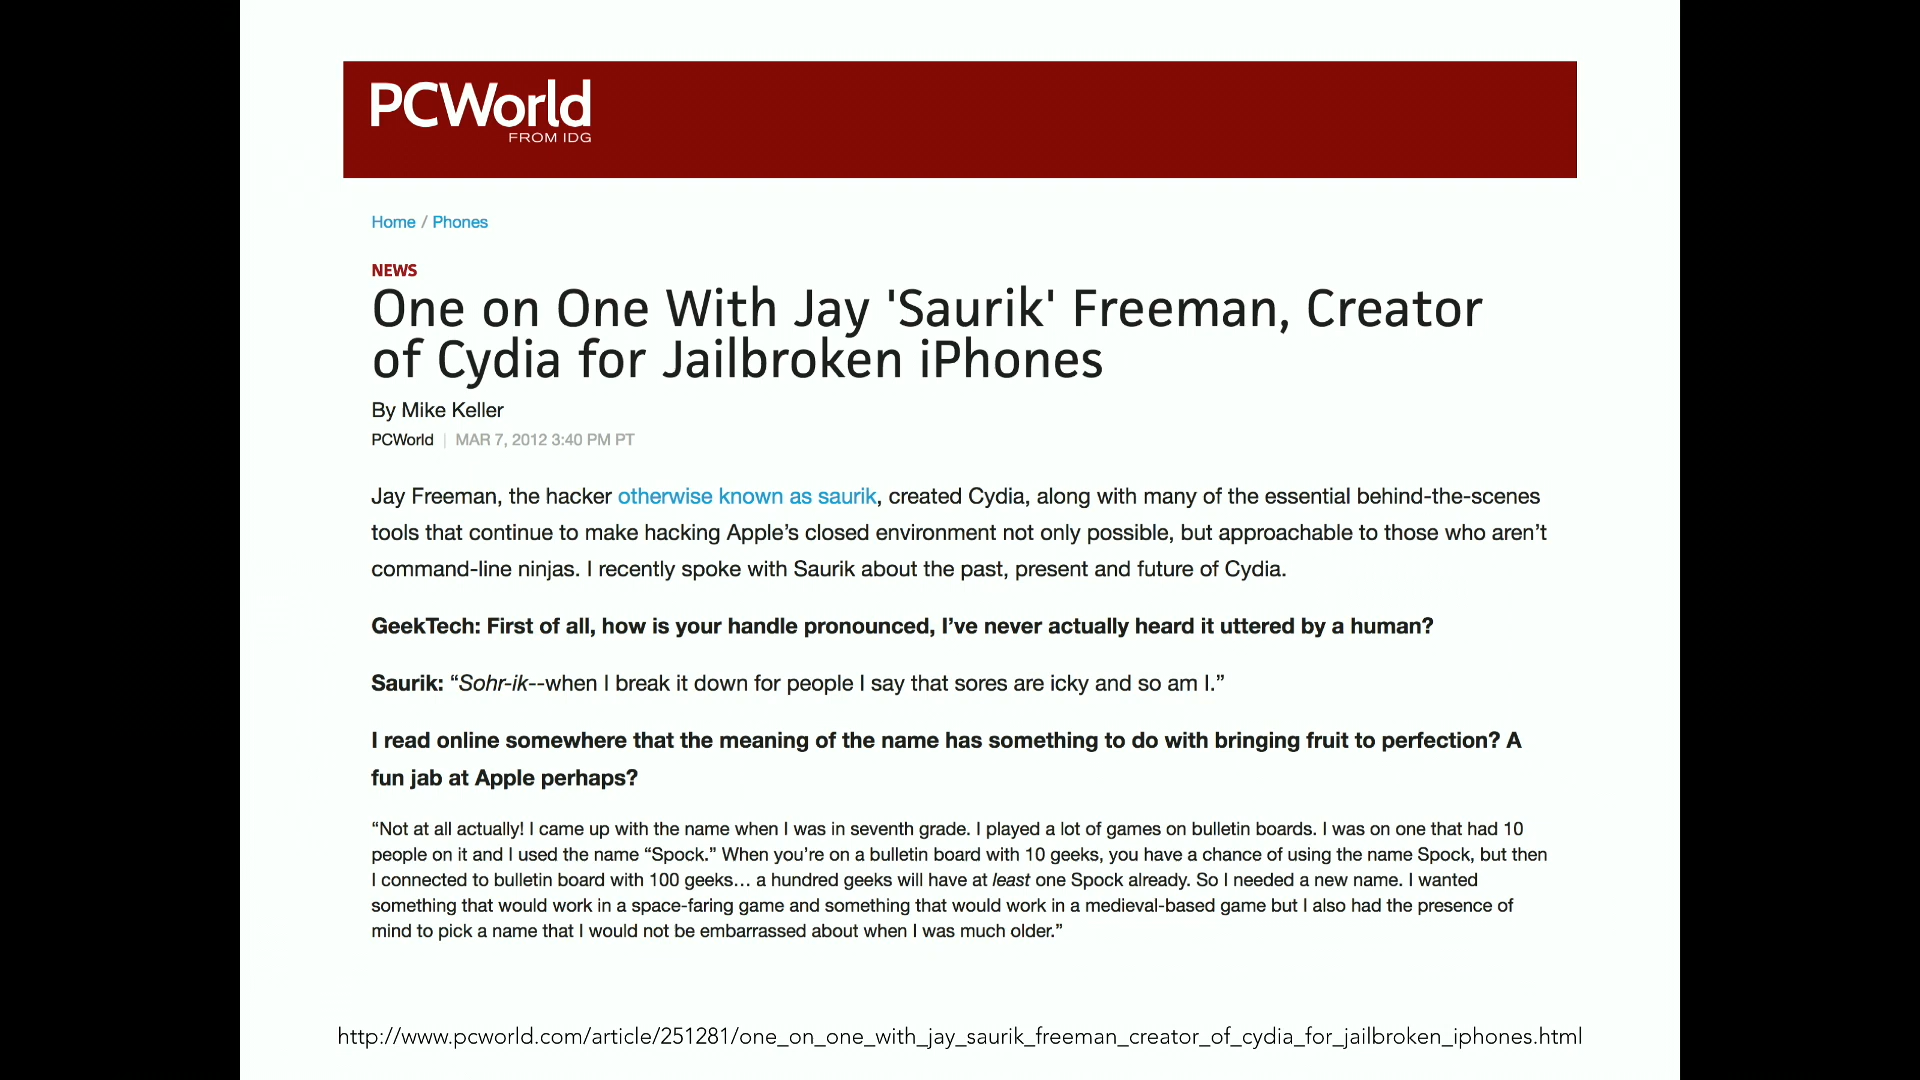 PCWorld
FROM IDG
Home / Phones
NEWS
One on One With Jay 'Saurik' Freeman, Creator
of Cydia for Jailbroken iPhones
By Mike Keller
PCWorld | MAR 7, 2012 3:40 PM PT
Jay Freeman, the hacker otherwise known as saurik, created Cydia, along with many of the essential behind-the-scenes
tools that continue to make hacking Apple’s closed environment not only possible, but approachable to those who aren’t
command-line ninjas. I recently spoke with Saurik about the past, present and future of Cydia.
GeekTech: First of all, how is your handle pronounced, I’ve never actually heard it uttered by a human?
Saurik: “Sohr-ik--when I break it down for people I say that sores are icky and so am I.”
I read online somewhere that the meaning of the name has something to do with bringing fruit to perfection? A
fun jab at Apple perhaps?
“Not at all actually! I came up with the name when I was in seventh grade. I played a lot of games on bulletin boards. I was on one that had 10
people on it and I used the name “Spock.” When you’re on a bulletin board with 10 geeks, you have a chance of using the name Spock, but then
I connected to bulletin board with 100 geeks… a hundred geeks will have at least one Spock already. So I needed a new name. I wanted
something that would work in a space-faring game and something that would work in a medieval-based game but I also had the presence of
mind to pick a name that I would not be embarrassed about when I was much older.”
http://www.pcworld.com/article/251281/one_on_one_with_jay_saurik_freeman_creator_of_cydia_for_jailbroken_iphones.html